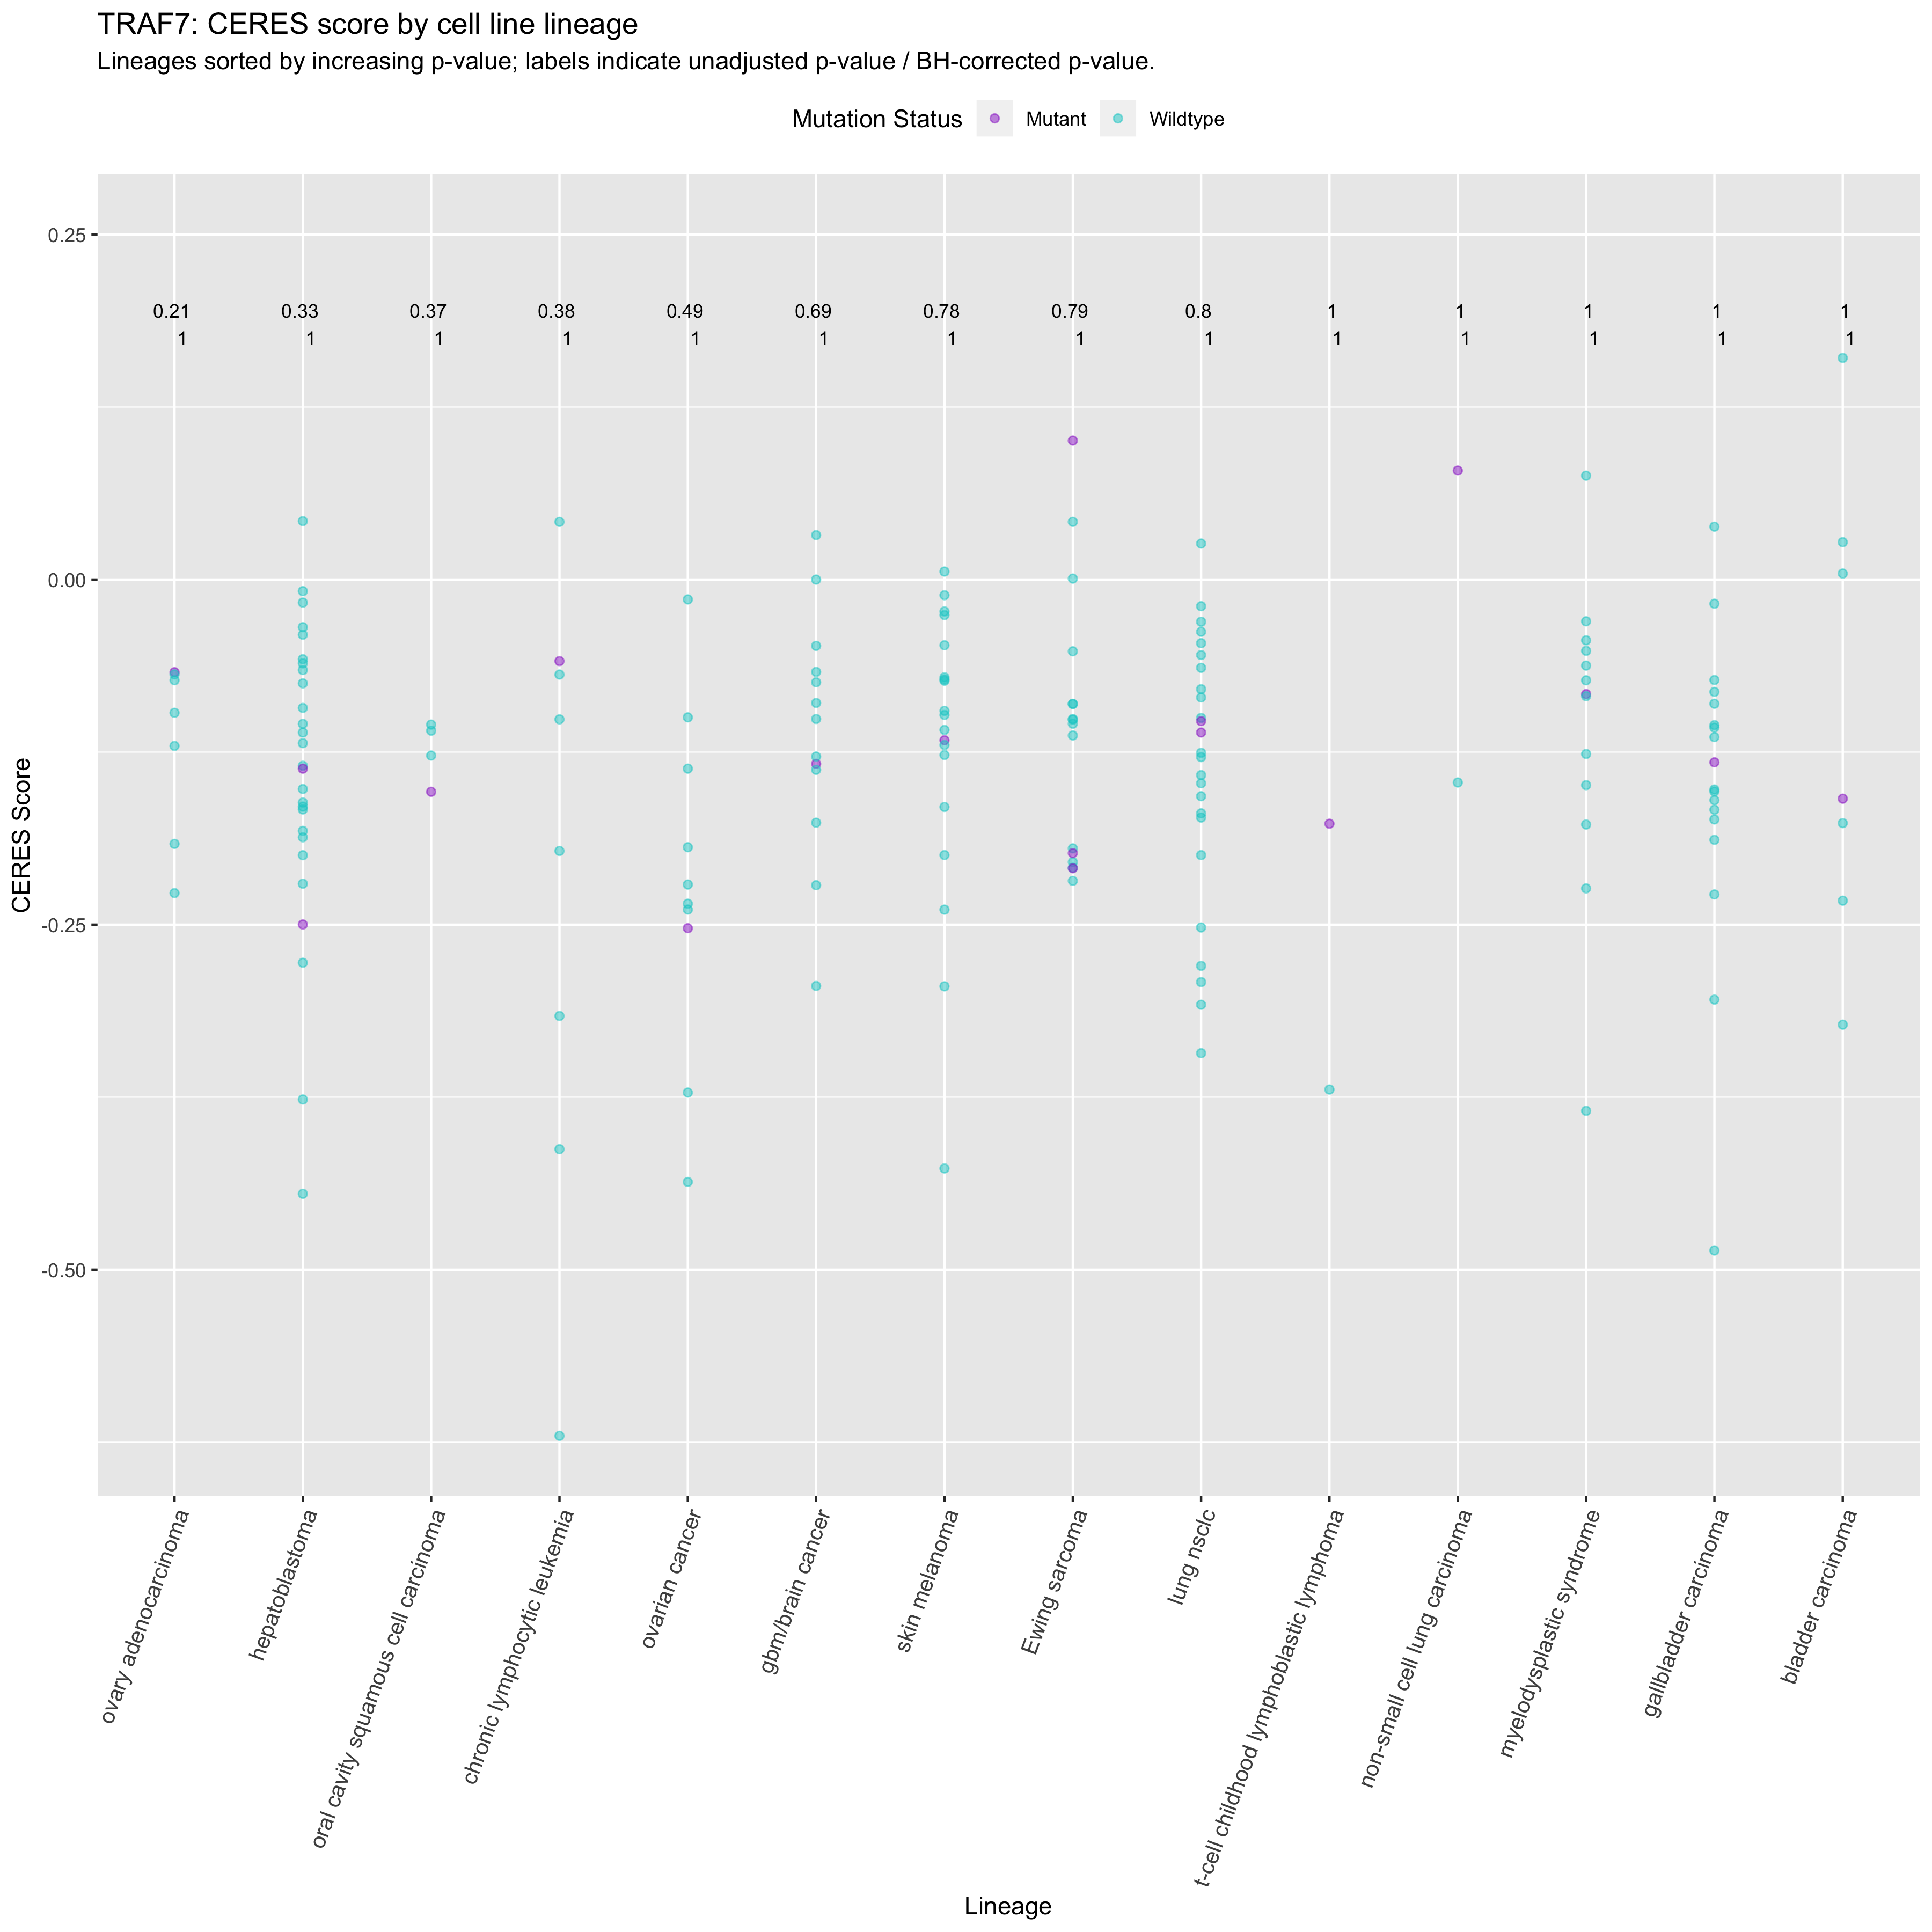 TRAF7: CERES score by cell line lineage
Lineages sorted by increasing p-value; labels indicate unadjusted p-value / BH-corrected p-value.
Mutation Status Mutant Wildtype
0.25
0.21 0.33 0.37 0.38 0.49 0.69 0.78 0.79 0.8 1 1 1 1 1
1 1 1 1 1 1 1 1 1 1 1 1 1 1
0.00
-0.25
-0.50
CERES Score
ovary adenocarcinoma
hepatoblastoma
oral cavity squamous cell carcinoma
chronic lymphocytic leukemia
ovarian cancer
gbm/brain cancer
skin melanoma
Ewing sarcoma
lung nsclc
t-cell childhood lymphoblastic lymphoma
non-small cell lung carcinoma
myelodysplastic syndrome
gallbladder carcinoma
bladder carcinoma
Lineage